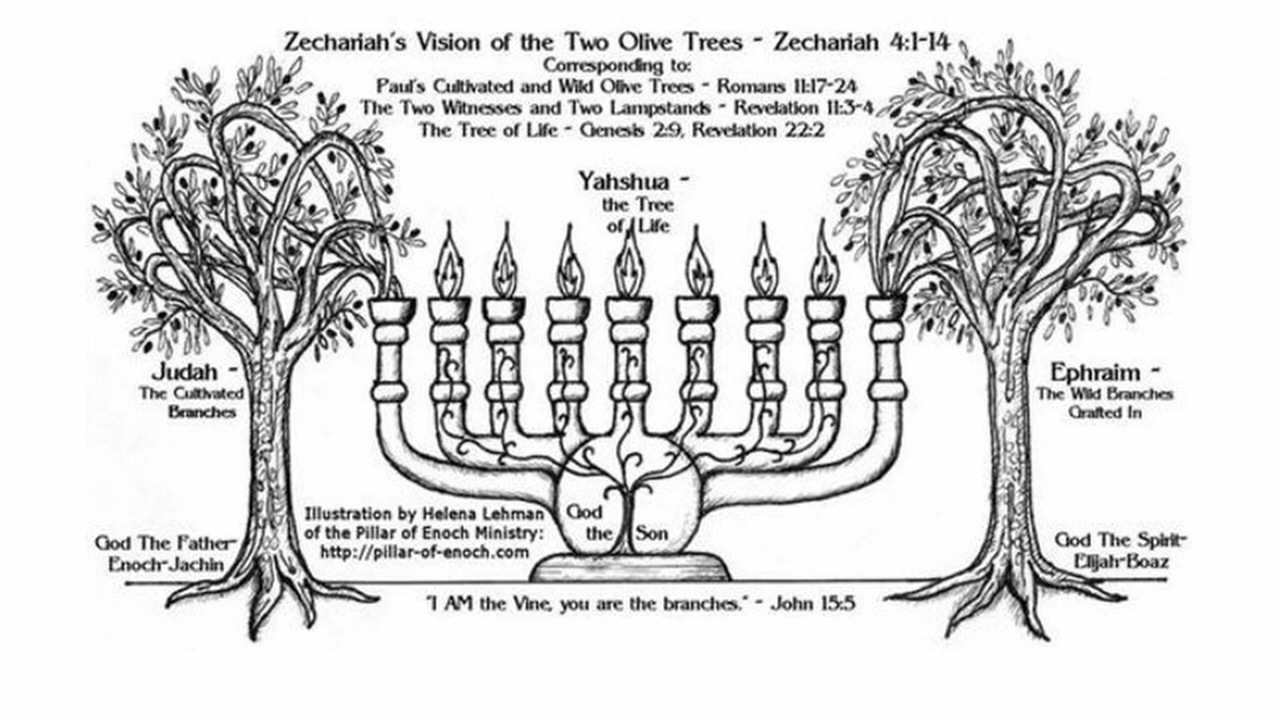 Zechariah's Vision of the Two Olive Trees - Zechariah 4:1-14
Corresponding to:
Paul's Cultivated and Wild Olive Trees - Romans 11:17-24
The Two Witnesses and Two Lampstands - Revelation 11:3-4
The Tree of Life - Genesis 2:9, Revelation 22:2
Yahshua -
the Tree
of Life
Judah -
The Cultivated
Branches
Ephraim -
The Wild Branches
Grafted In
Illustration by Helena Lehman
of the Pillar of Enoch Ministry:
http://pillar-of-enoch.com
God
the Son
God The Father-
Enoch-Jachin
God The Spirit-
Elijah-Boaz
"I AM the Vine, you are the branches." - John 15:5